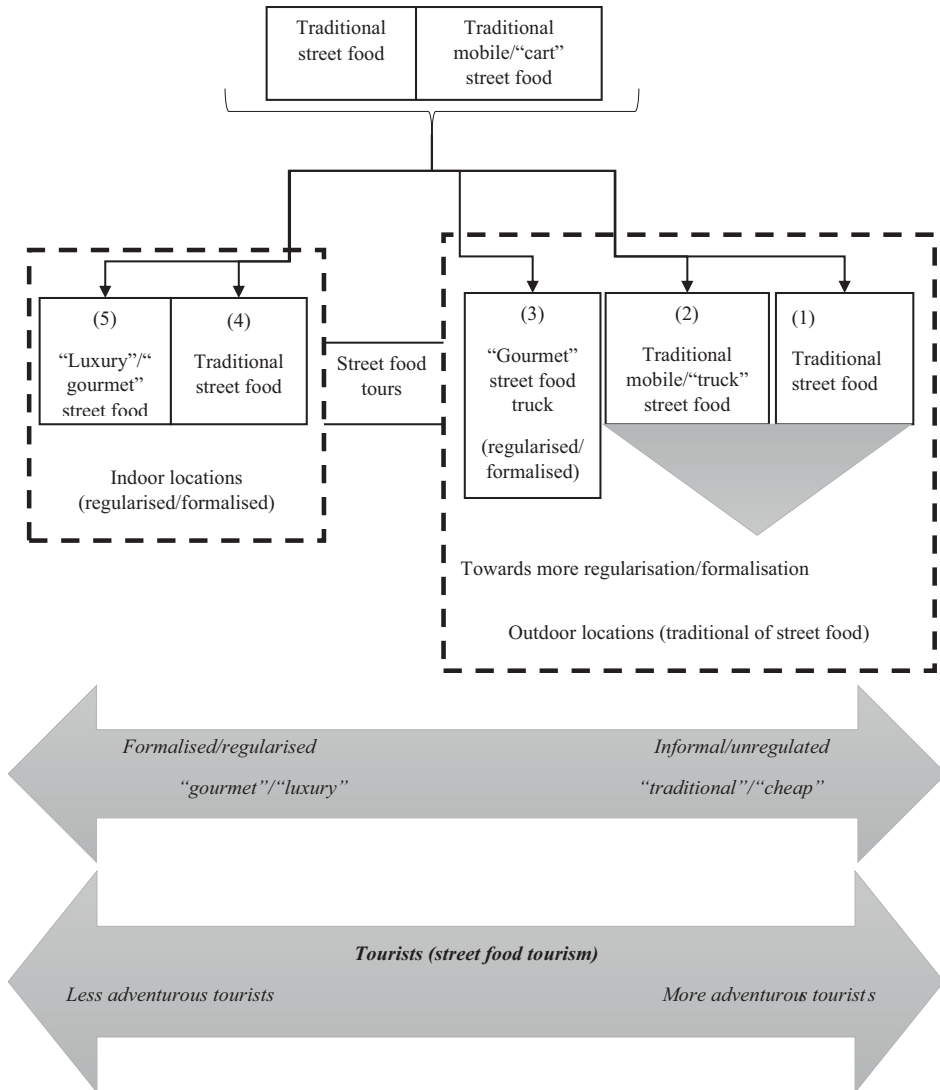 Traditional
street food
Traditional
mobile/“cart”
street food
(5)
“Luxury”/“
gourmet”
street food
(4)
Traditional
street food
Street food
tours
(3)
“Gourmet”
street food
truck
(regularised/
formalised)
(2)
Traditional
mobile/“truck”
street food
(1)
Traditional
street food
Indoor locations
(regularised/formalised)
Towards more regularisation/formalisation
Outdoor locations (traditional of street food)
Formalised/regularised
“gourmet”/“luxury”
Informal/unregulated
“traditional”/“cheap”
Tourists (street food tourism)
Less adventurous tourists
More adventurous tourists